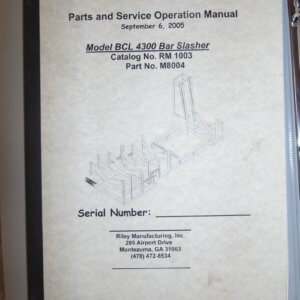 Parts and Service Operation Manual
September 6, 2005
Model BCL 4300 Bar Slasher
Catalog No. RM 1003
Part No. M8004
Serial Number:
Riley Manufacturing, Inc.
205 Airport Drive
Montezuma, GA 31063
(478) 472-8534